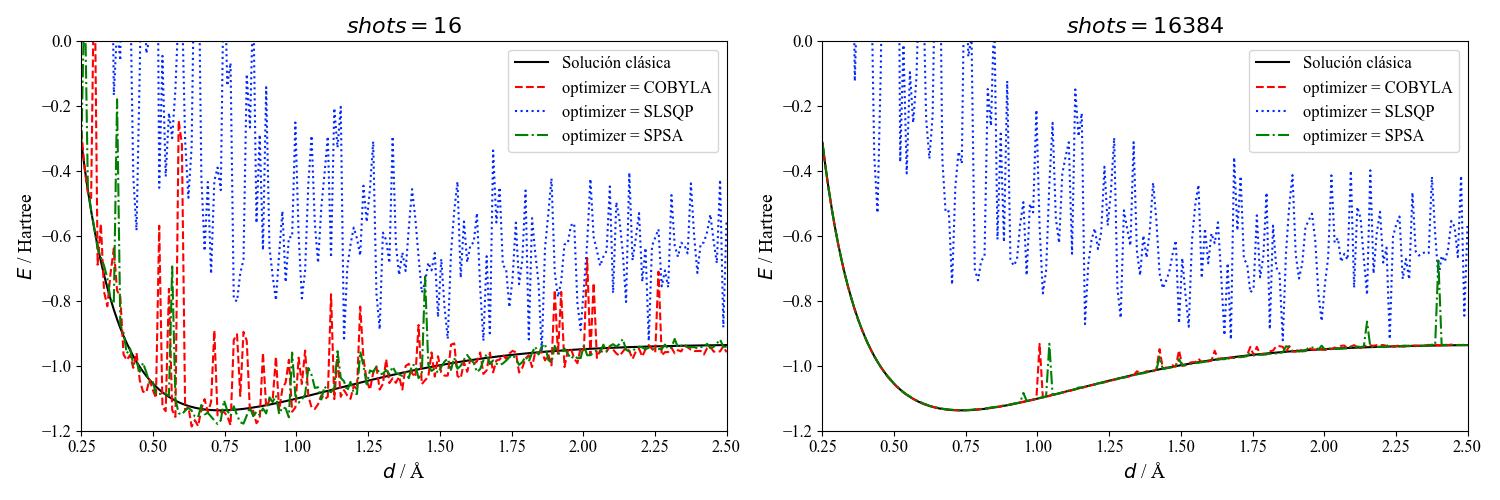 shots = 16
0.0
−0.2
−0.4
−0.6
−0.8
−1.0
−1.2
E / Hartree
0.25 0.50 0.75 1.00 1.25 1.50 1.75 2.00 2.25 2.50
d / Å
Solución clásica
optimizer = COBYLA
optimizer = SLSQP
optimizer = SPSA
shots = 16384
0.0
−0.2
−0.4
−0.6
−0.8
−1.0
−1.2
E / Hartree
0.25 0.50 0.75 1.00 1.25 1.50 1.75 2.00 2.25 2.50
d / Å
Solución clásica
optimizer = COBYLA
optimizer = SLSQP
optimizer = SPSA